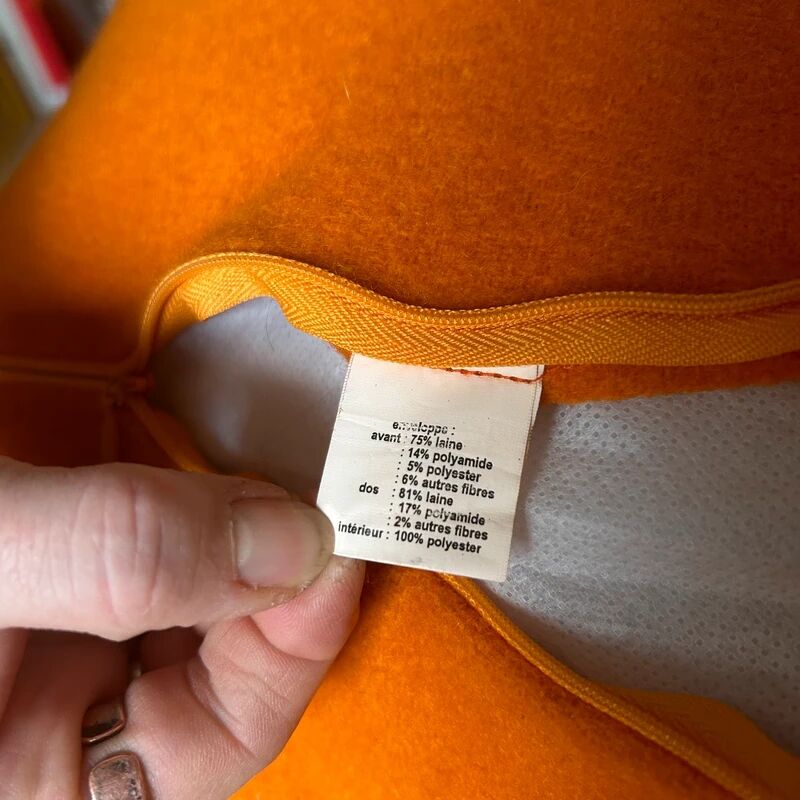 enveloppe :
avant : 75% laine
: 14% polyamide
: 5% polyester
: 6% autres fibres
dos : 81% laine
: 17% polyamide
: 2% autres fibres
intérieur : 100% polyester